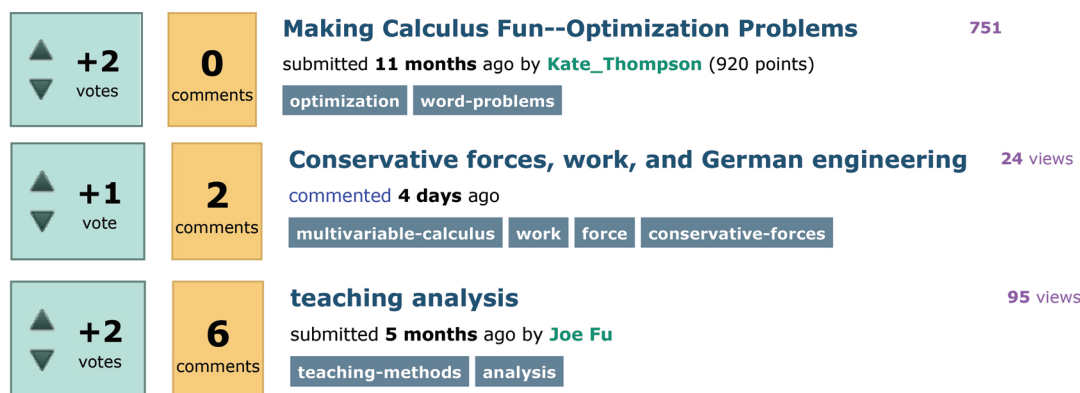 Making Calculus Fun--Optimization Problems 751
+2
votes
0
comments
submitted 11 months ago by Kate_Thompson (920 points)
optimization word-problems
Conservative forces, work, and German engineering 24 views
+1
vote
2
comments
commented 4 days ago
multivariable-calculus work force conservative-forces
teaching analysis 95 views
+2
votes
6
comments
submitted 5 months ago by Joe Fu
teaching-methods analysis